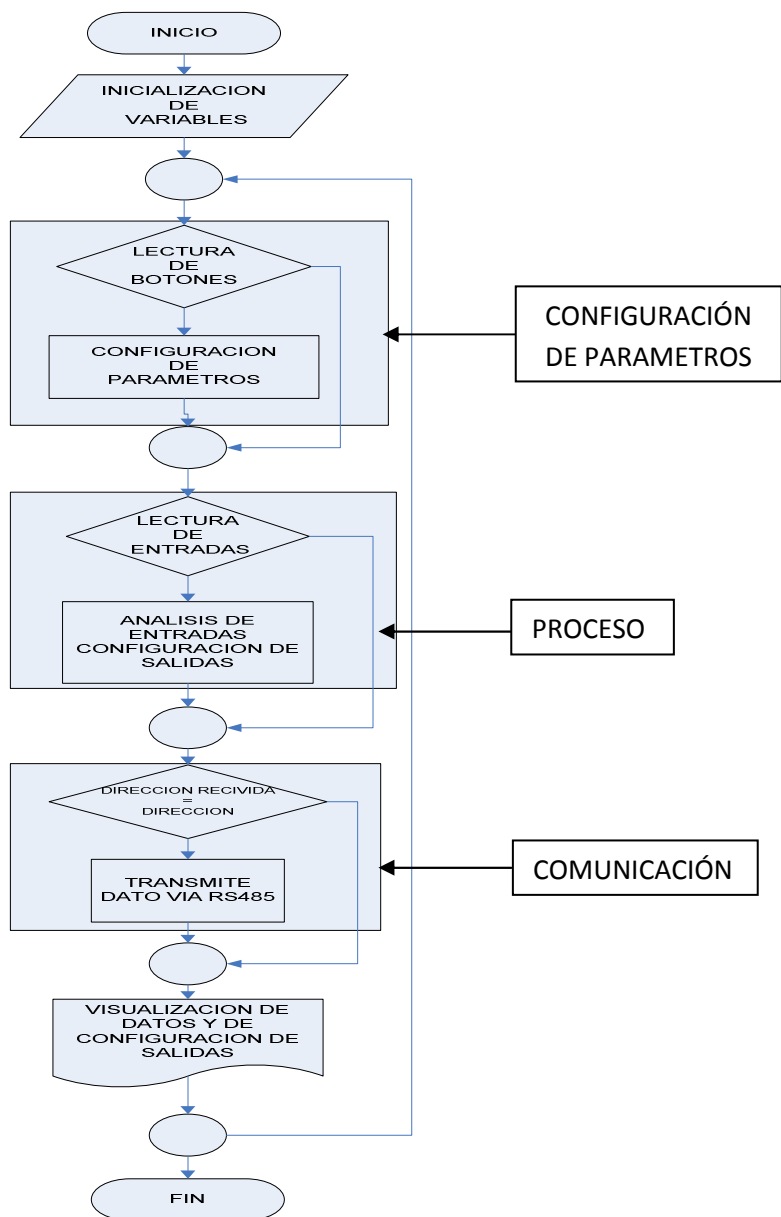 INICIO
INICIALIZACION
DE
VARIABLES
LECTURA
DE
BOTONES
CONFIGURACION
DE
PARAMETROS
CONFIGURACIÓN
DE PARAMETROS
LECTURA
DE
ENTRADAS
ANALISIS DE
ENTRADAS
CONFIGURACION DE
SALIDAS
PROCESO
DIRECCION RECIVIDA
=
DIRECCION
TRANSMITE
DATO VIA RS485
COMUNICACIÓN
VISUALIZACION DE
DATOS Y DE
CONFIGURACION DE
SALIDAS
FIN